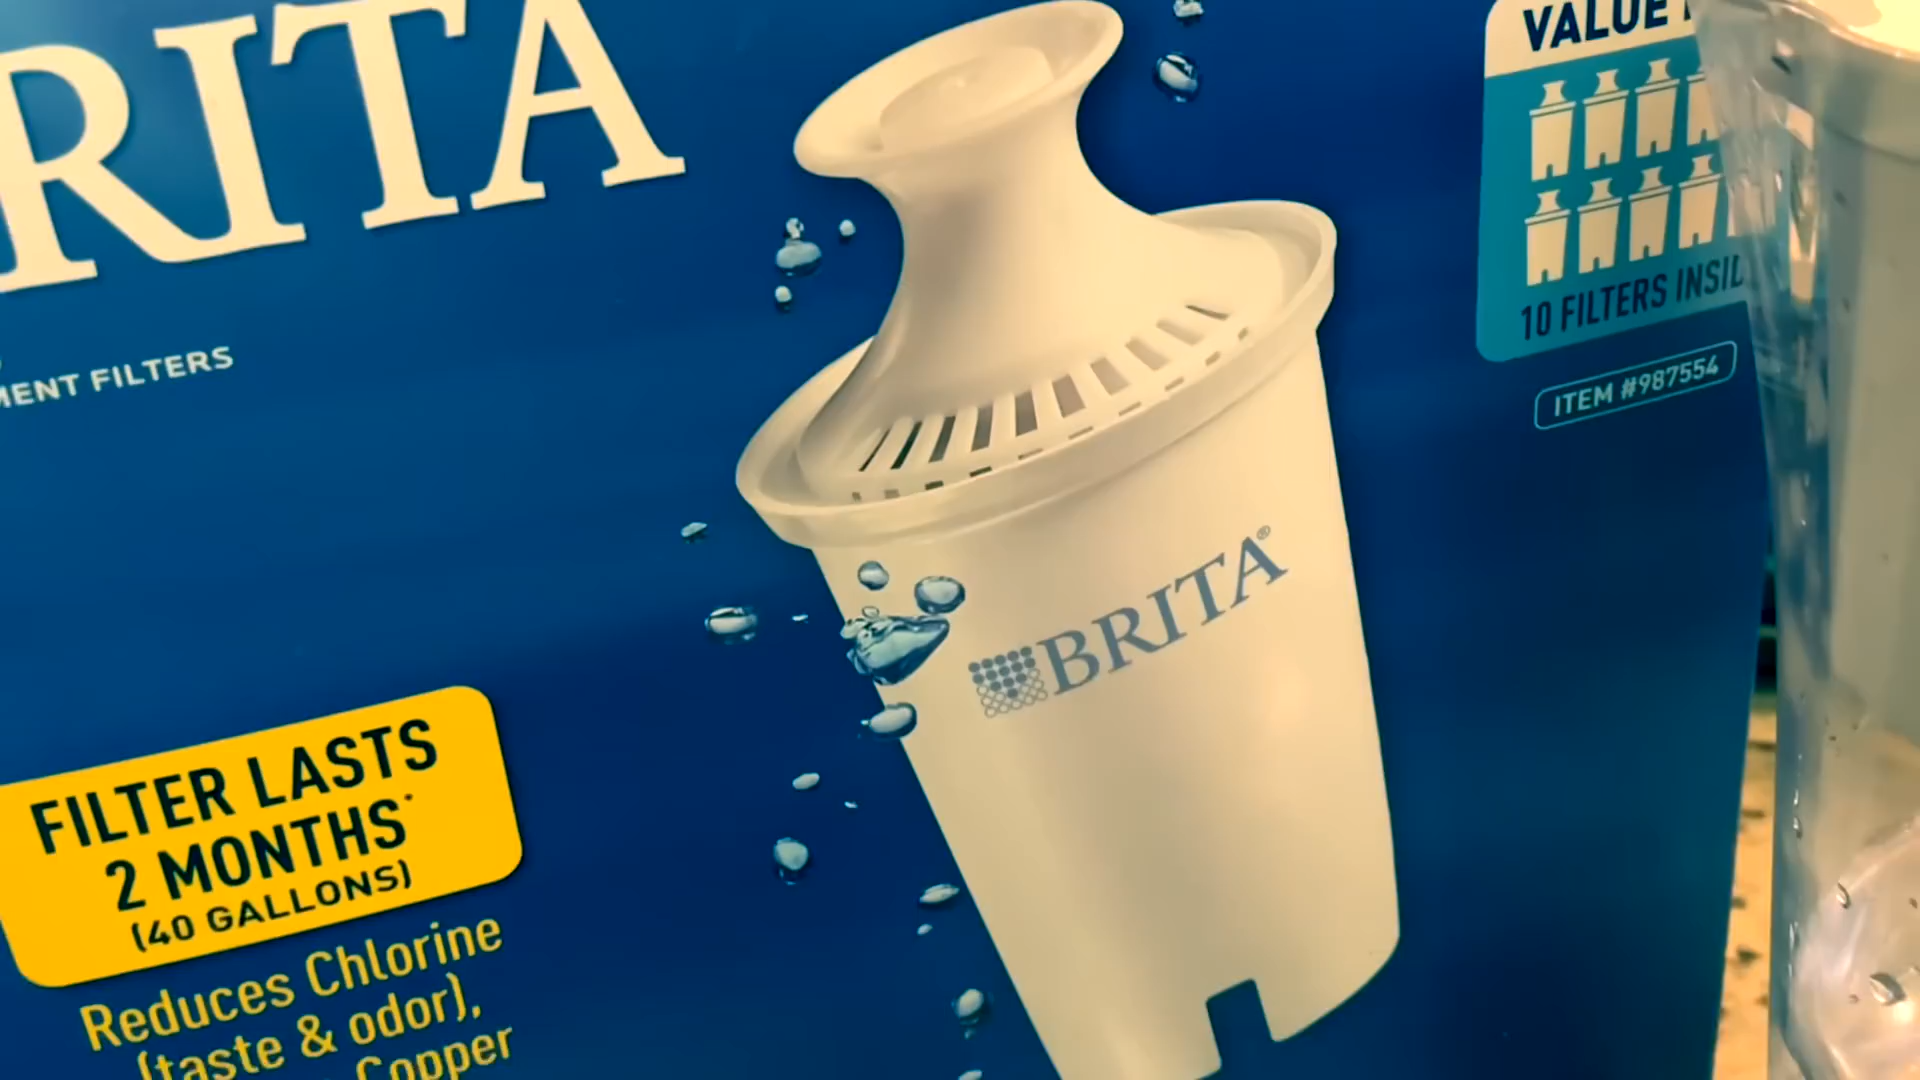 RITA
MENT FILTERS
VALUE
10 FILTERS INSID
ITEM #987554
BRITA®
FILTER LASTS
2 MONTHS*
(40 GALLONS)
Reduces Chlorine
(taste & odor),
Copper